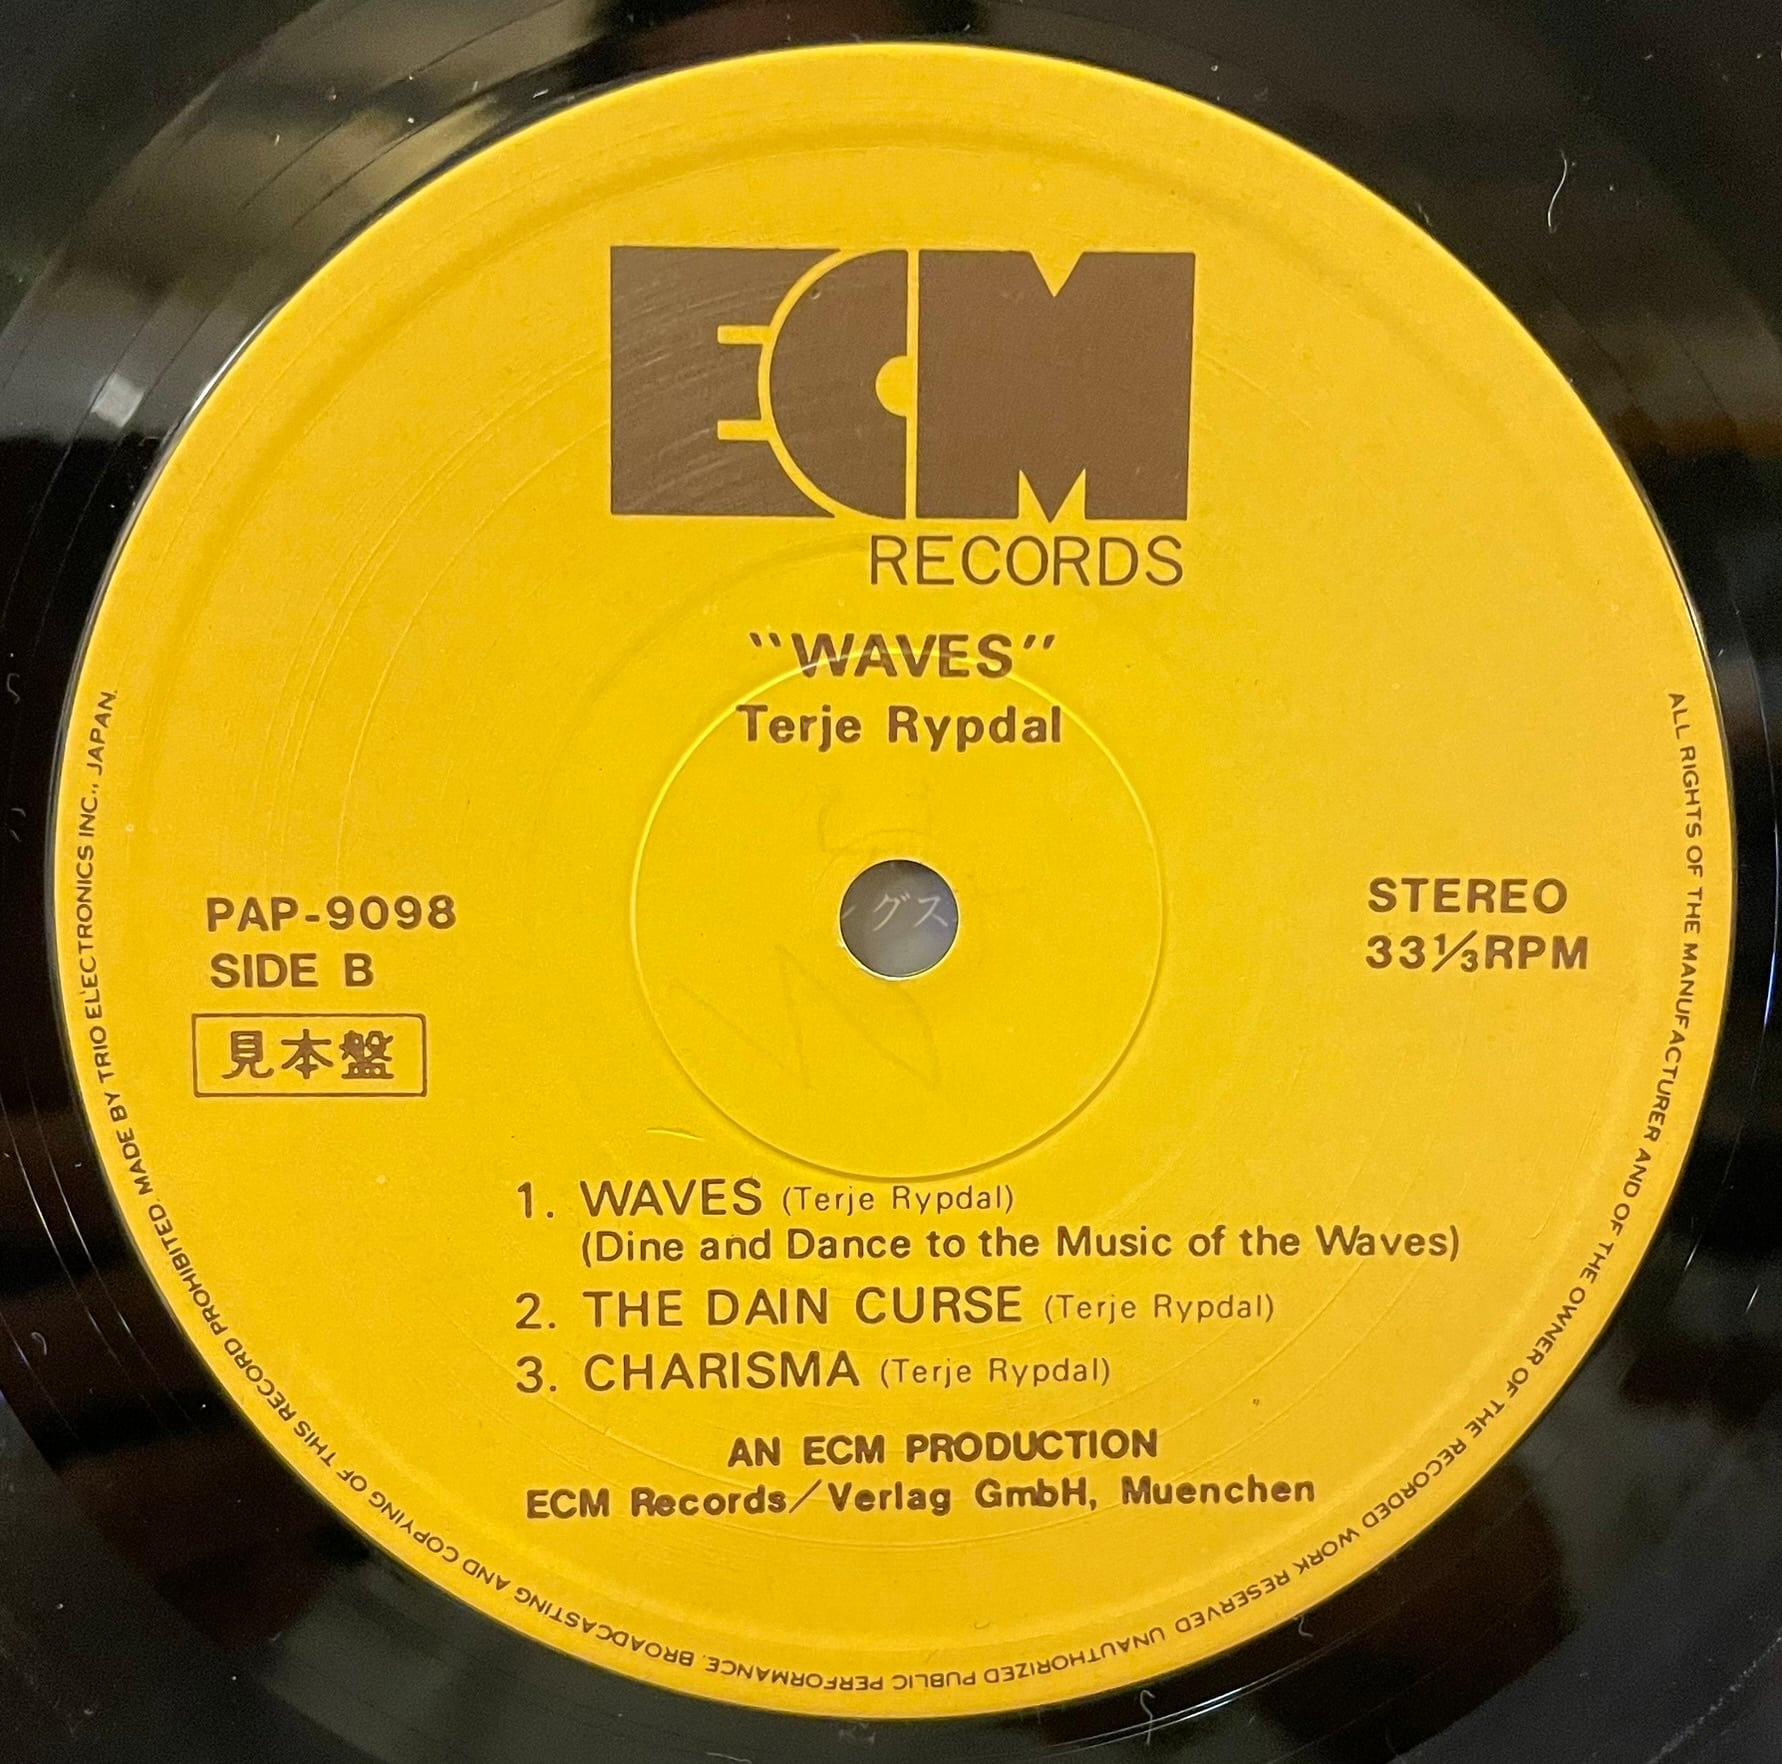 ECM
RECORDS
"WAVES"
Terje Rypdal
PAP-9098
SIDE B
見本盤
STEREO
33⅓RPM
グス
1. WAVES (Terje Rypdal)
(Dine and Dance to the Music of the Waves)
2. THE DAIN CURSE (Terje Rypdal)
3. CHARISMA (Terje Rypdal)
AN ECM PRODUCTION
ECM Records/Verlag GmbH, Muenchen
ALL RIGHTS OF THE MANUFACTURER AND OF THE OWNER OF THE RECORDED WORK RESERVED UNAUTHORIZED PUBLIC PERFORMANCE. BROADCASTING AND COPYING OF THIS RECORD PROHIBITED. MADE BY TRIO ELECTRONICS INC., JAPAN.